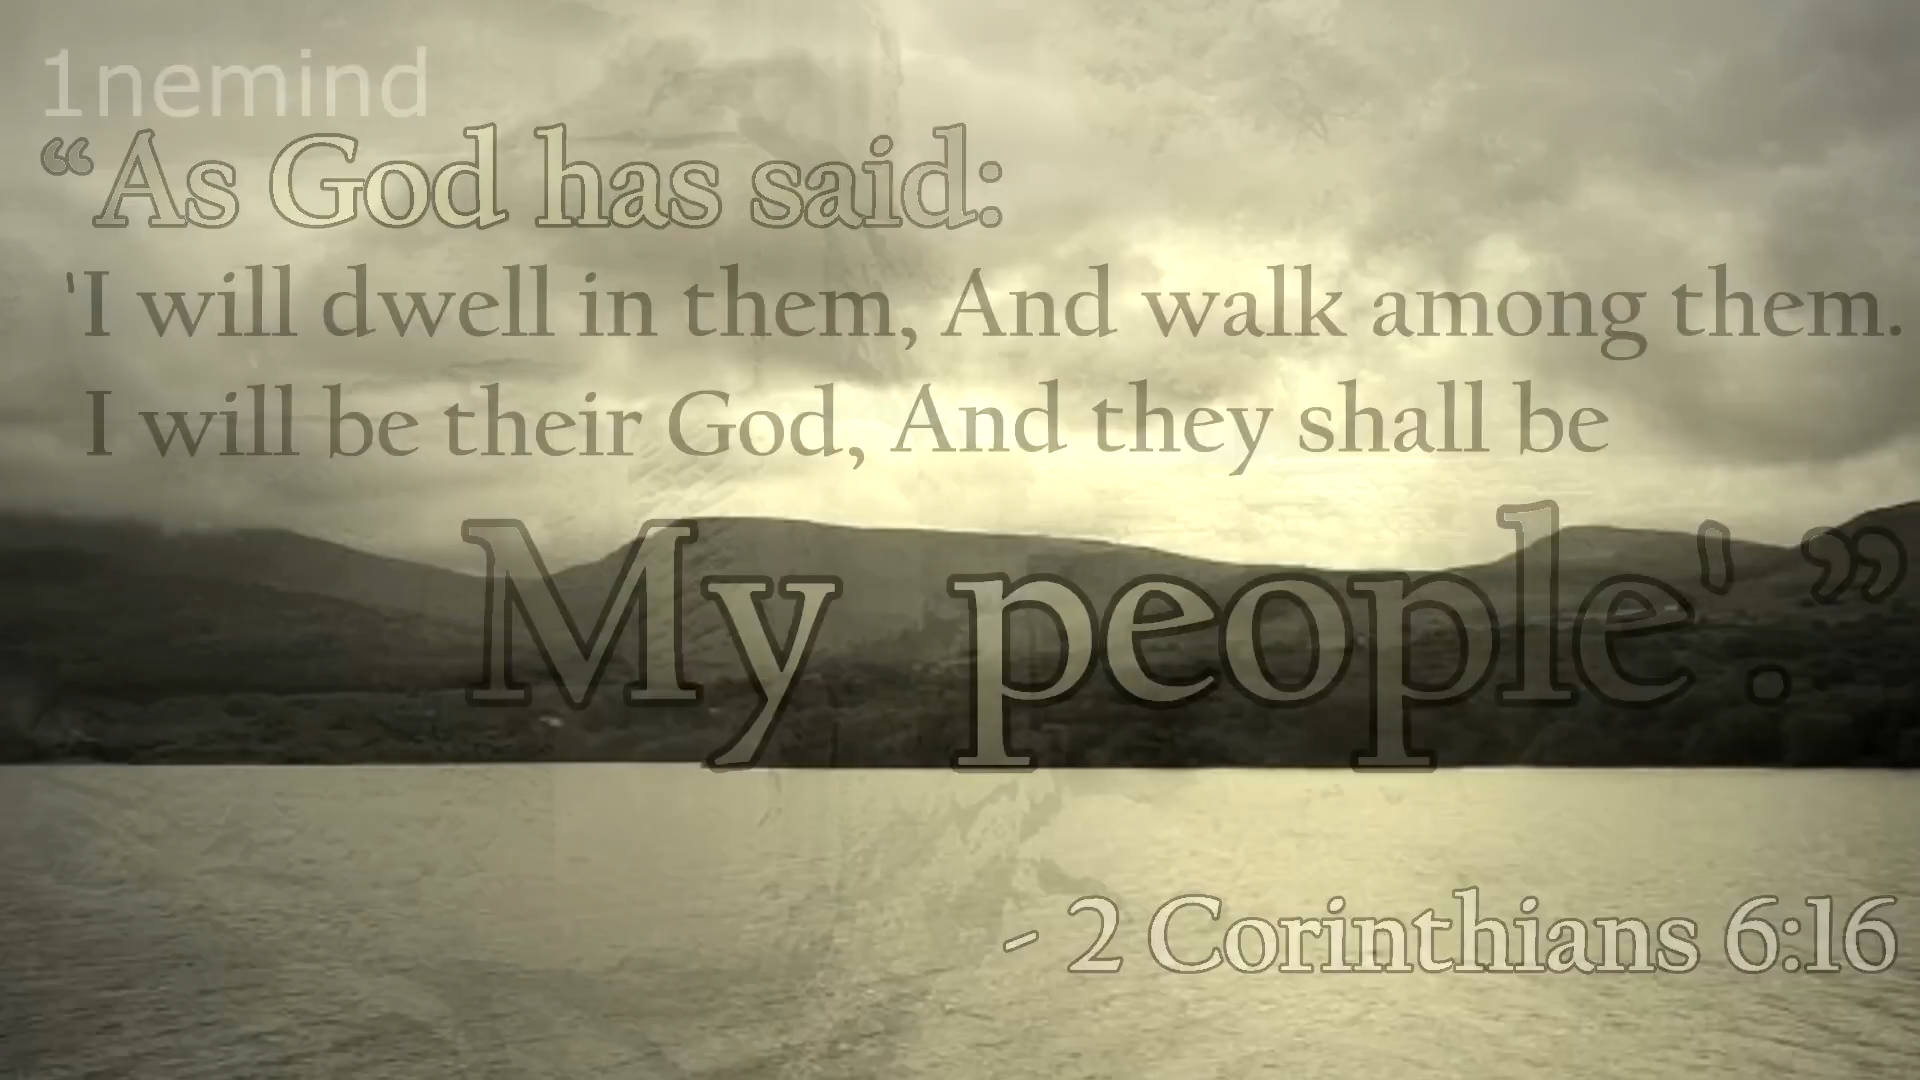 1nemind
“As God has said:
'I will dwell in them, And walk among them.
I will be their God, And they shall be
My people'.”
- 2 Corinthians 6:16